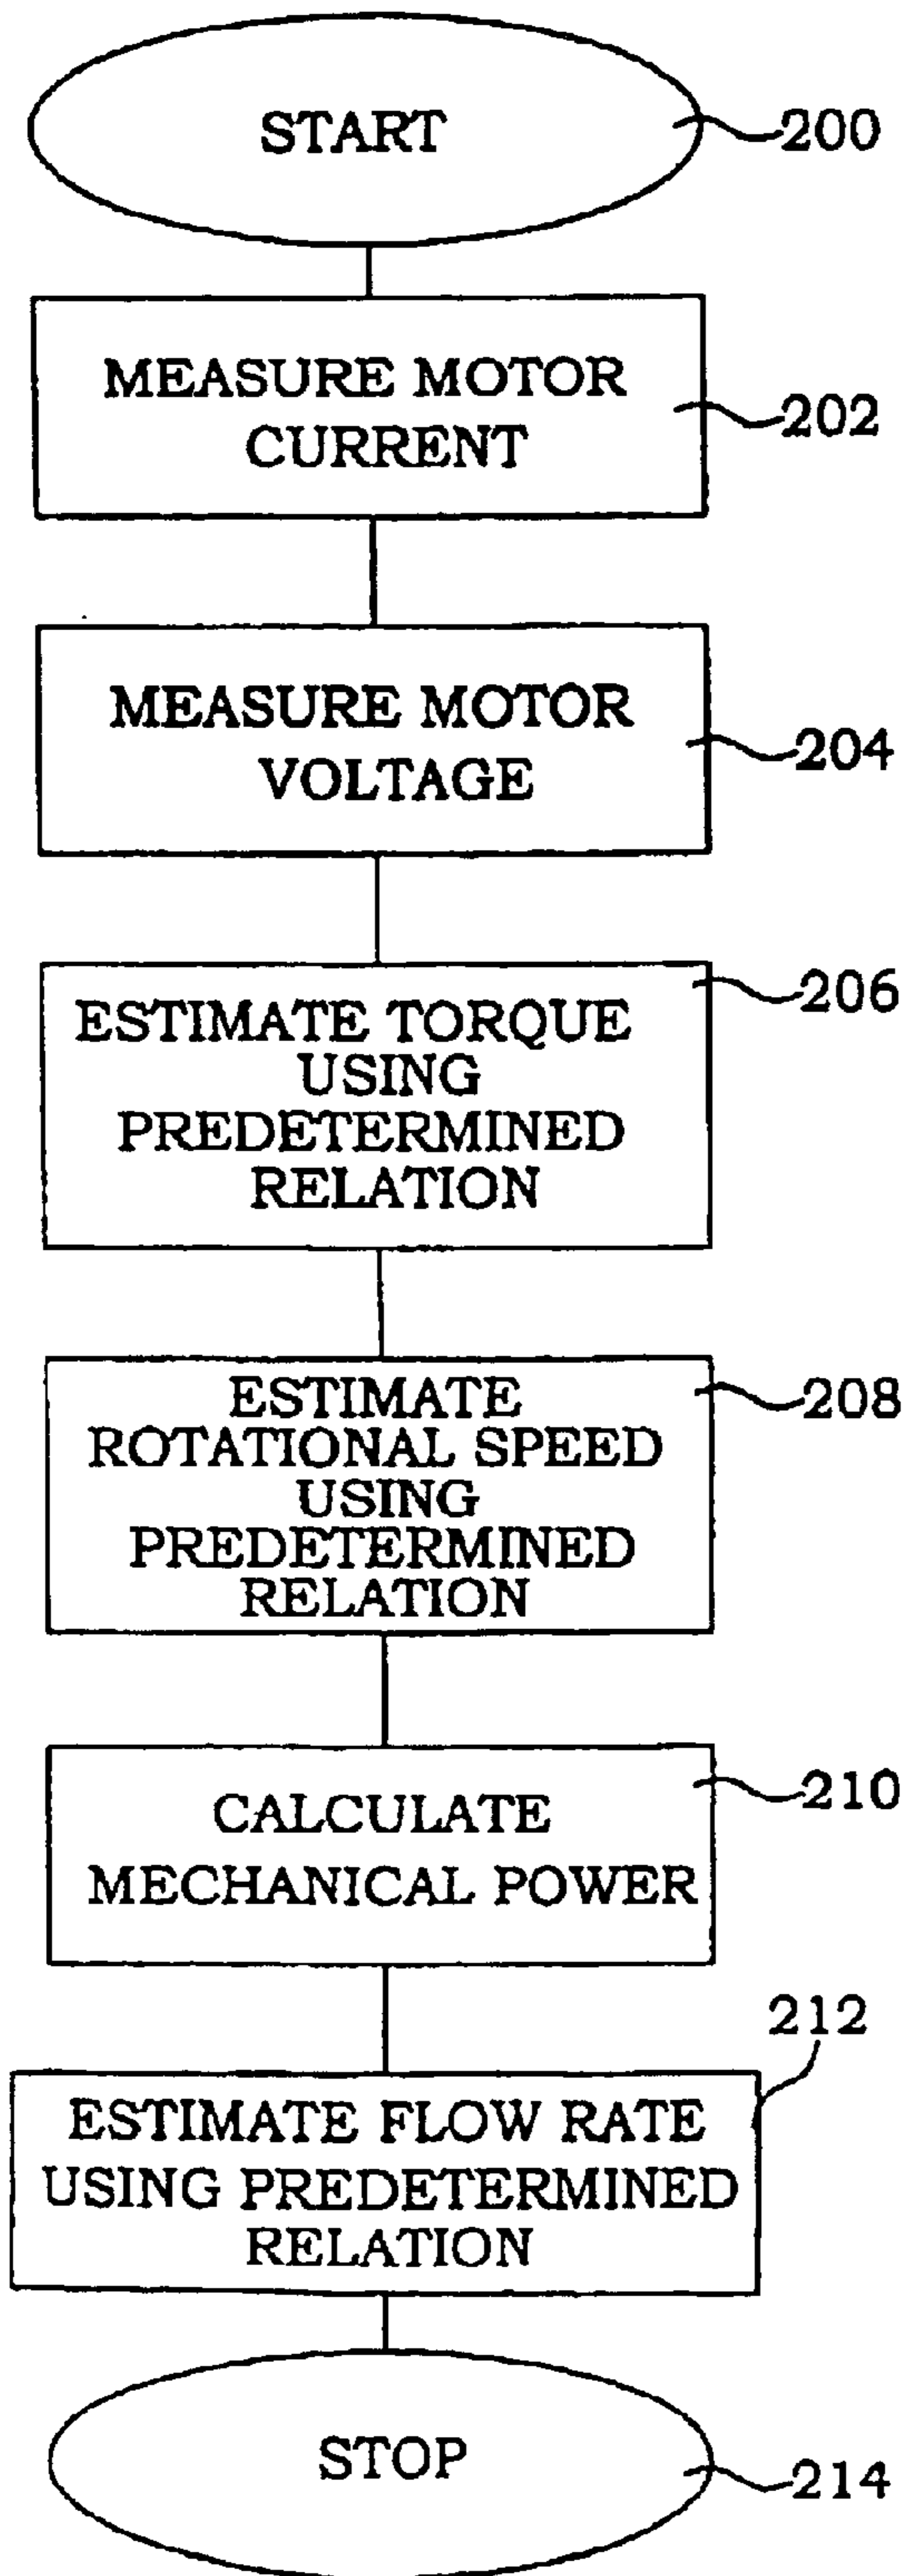 START
200
MEASURE MOTOR
CURRENT
202
MEASURE MOTOR
VOLTAGE
204
ESTIMATE TORQUE
USING
PREDETERMINED
RELATION
206
ESTIMATE
ROTATIONAL SPEED
USING
PREDETERMINED
RELATION
208
CALCULATE
MECHANICAL POWER
210
212
ESTIMATE FLOW RATE
USING PREDETERMINED
RELATION
STOP
214